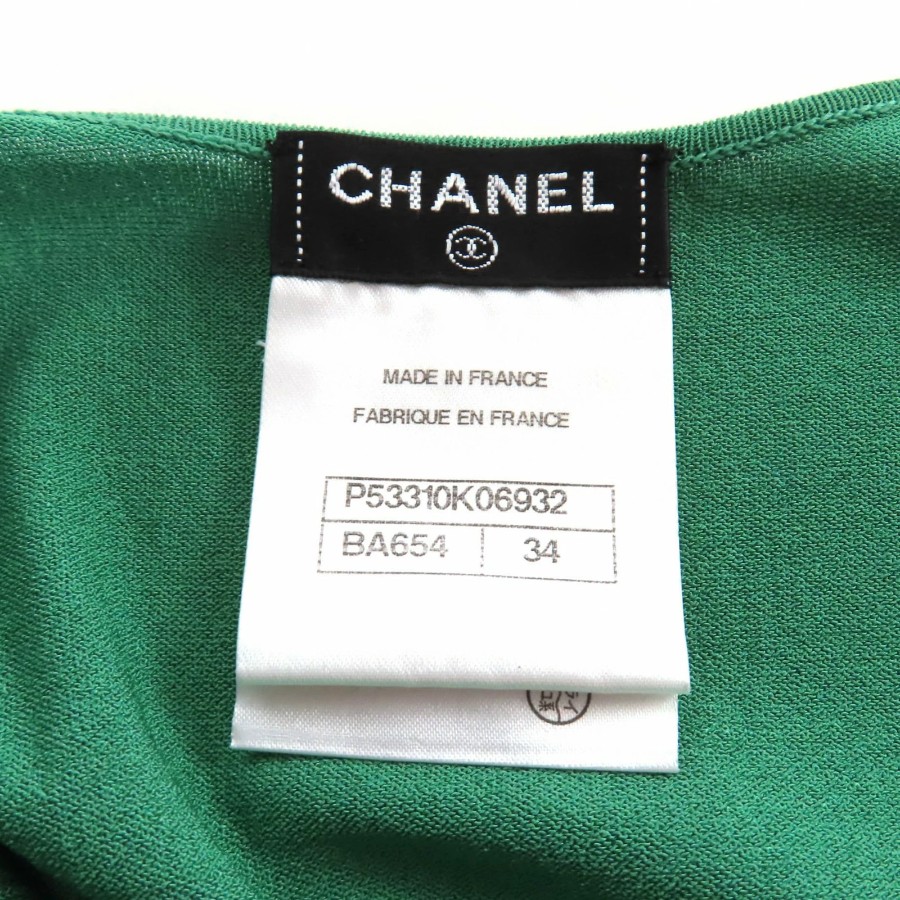 CHANEL
MADE IN FRANCE
FABRIQUE EN FRANCE
P53310K06932
BA654 34